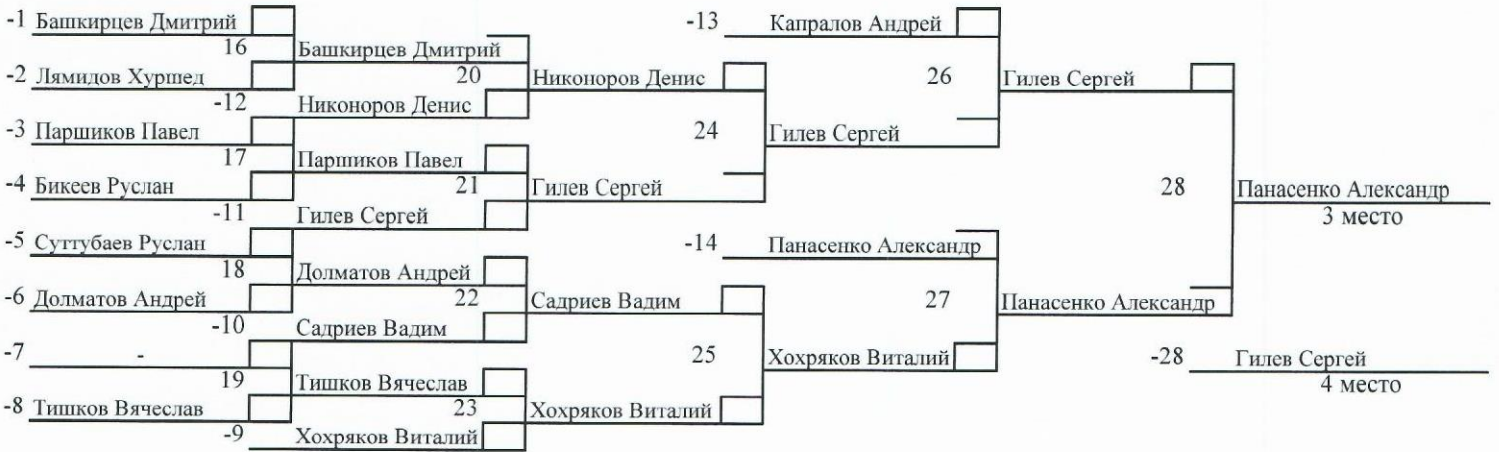 -1 Башкирцев Дмитрий
-13 Капралов Андрей
16 Башкирцев Дмитрий
-2 Лямидов Хуршед
20 Никоноров Денис
26 Гилев Сергей
-12 Никоноров Денис
-3 Паршиков Павел
24 Гилев Сергей
17 Паршиков Павел
-4 Бикеев Руслан
21 Гилев Сергей
28 Панасенко Александр
3 место
-11 Гилев Сергей
-5 Суттубаев Руслан
-14 Панасенко Александр
18 Долматов Андрей
-6 Долматов Андрей
22 Садриев Вадим
27 Панасенко Александр
-10 Садриев Вадим
-7 -
25 Хохряков Виталий
-28 Гилев Сергей
4 место
19 Тишков Вячеслав
-8 Тишков Вячеслав
23 Хохряков Виталий
-9 Хохряков Виталий